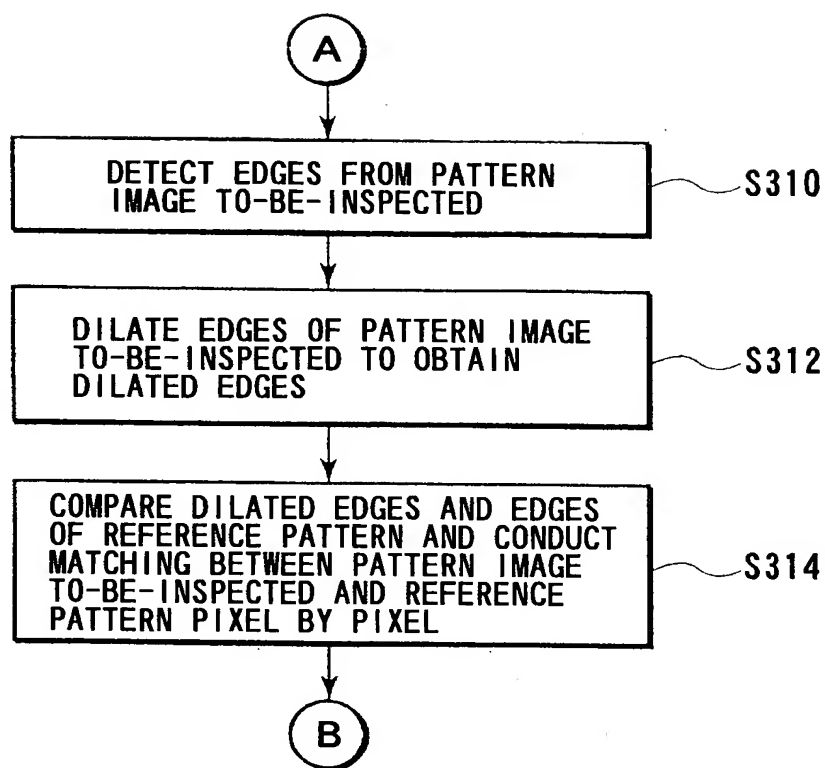 A
DETECT EDGES FROM PATTERN
IMAGE TO-BE-INSPECTED
S310
DILATE EDGES OF PATTERN IMAGE
TO-BE-INSPECTED TO OBTAIN
DILATED EDGES
S312
COMPARE DILATED EDGES AND EDGES
OF REFERENCE PATTERN AND CONDUCT
MATCHING BETWEEN PATTERN IMAGE
TO-BE-INSPECTED AND REFERENCE
PATTERN PIXEL BY PIXEL
S314
B